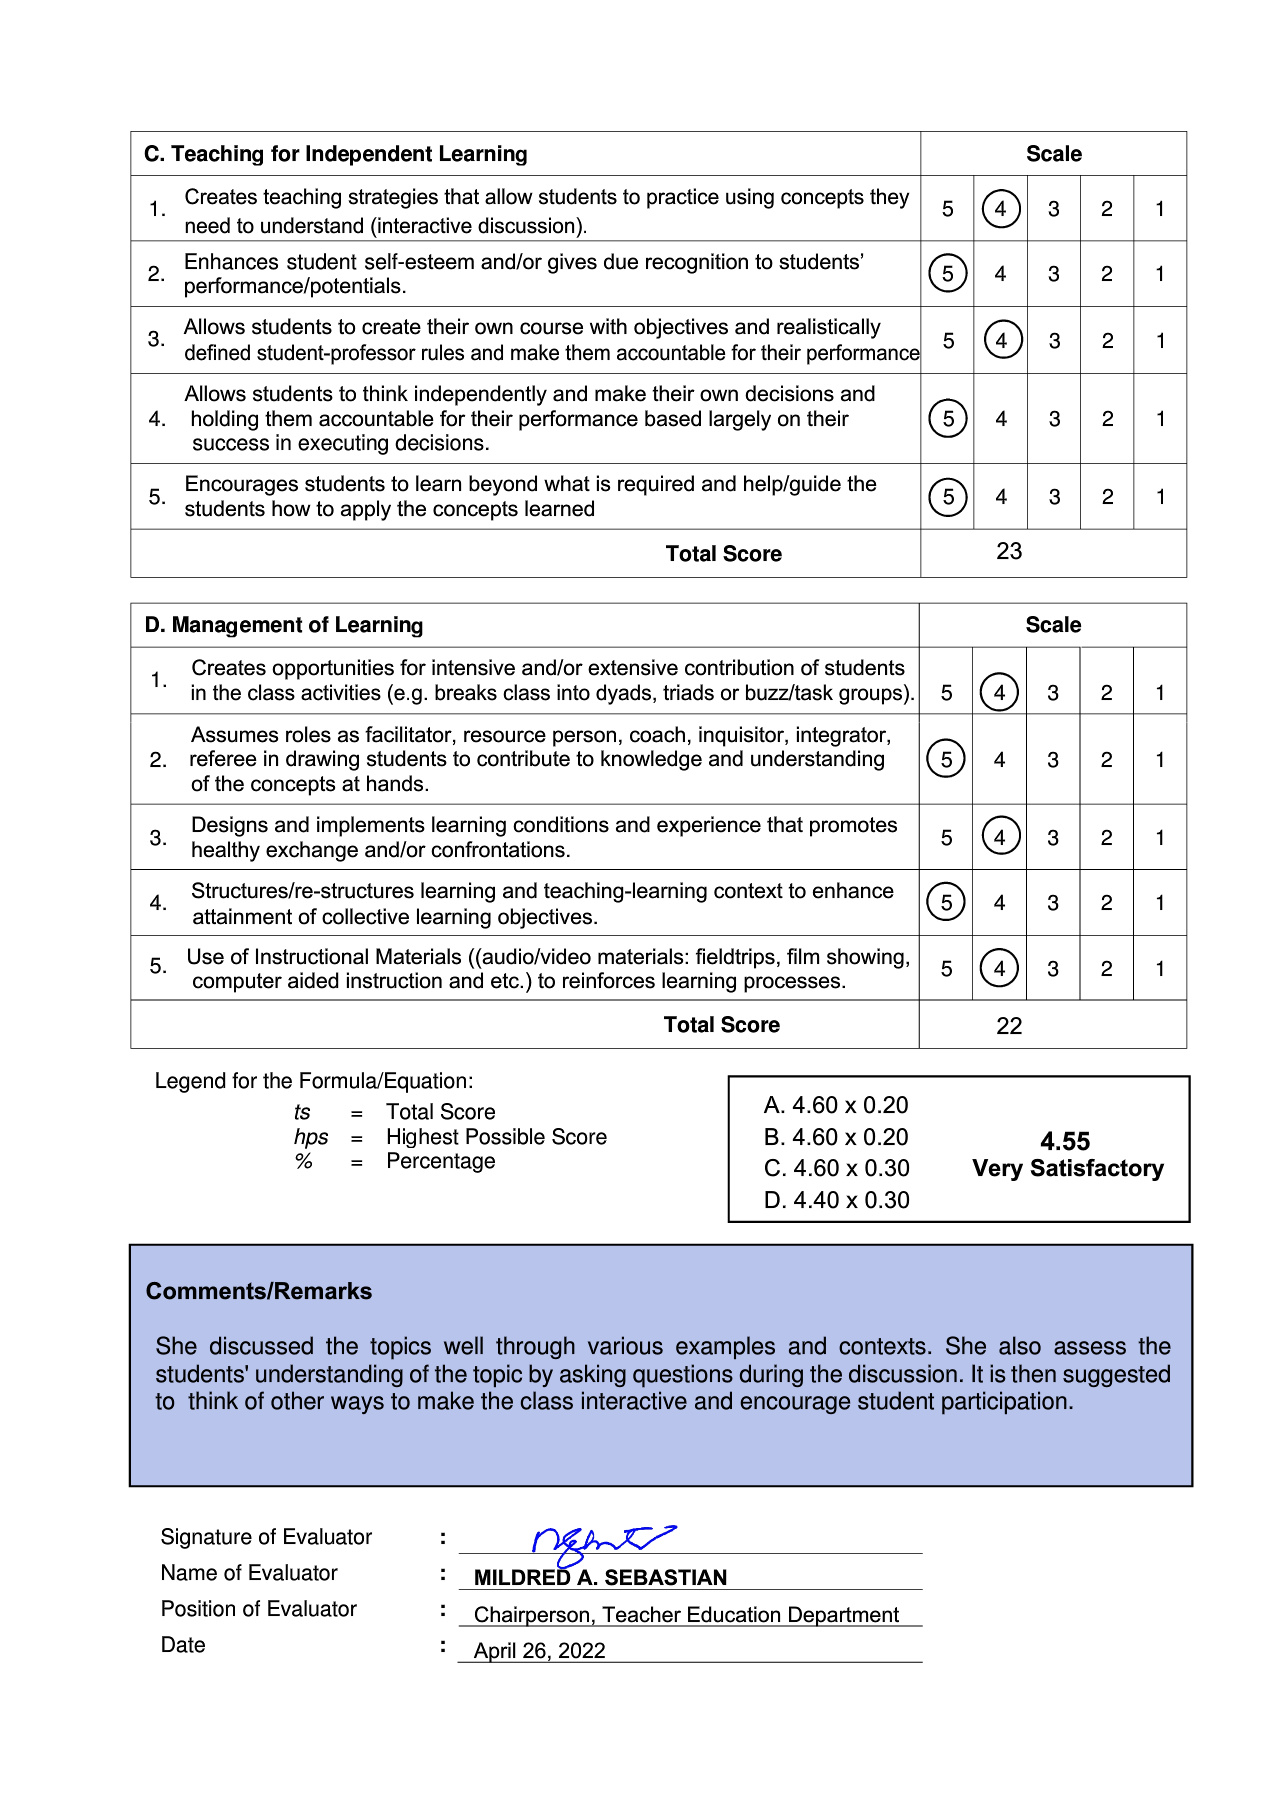 C. Teaching for Independent Learning Scale
1. Creates teaching strategies that allow students to practice using concepts they
need to understand (interactive discussion). 5 4 3 2 1
2. Enhances student self-esteem and/or gives due recognition to students’
performance/potentials. 5 4 3 2 1
3. Allows students to create their own course with objectives and realistically
defined student-professor rules and make them accountable for their performance 5 4 3 2 1
4. Allows students to think independently and make their own decisions and
holding them accountable for their performance based largely on their 5 4 3 2 1
success in executing decisions.
5. Encourages students to learn beyond what is required and help/guide the
students how to apply the concepts learned 5 4 3 2 1
Total Score 23
D. Management of Learning Scale
1. Creates opportunities for intensive and/or extensive contribution of students
in the class activities (e.g. breaks class into dyads, triads or buzz/task groups). 5 4 3 2 1
Assumes roles as facilitator, resource person, coach, inquisitor, integrator,
2. referee in drawing students to contribute to knowledge and understanding 5 4 3 2 1
of the concepts at hands.
3. Designs and implements learning conditions and experience that promotes
healthy exchange and/or confrontations. 5 4 3 2 1
4. Structures/re-structures learning and teaching-learning context to enhance
attainment of collective learning objectives. 5 4 3 2 1
5. Use of Instructional Materials ((audio/video materials: fieldtrips, film showing,
computer aided instruction and etc.) to reinforces learning processes. 5 4 3 2 1
Total Score 22
Legend for the Formula/Equation:
ts = Total Score
hps = Highest Possible Score
% = Percentage
A. 4.60 x 0.20
B. 4.60 x 0.20
C. 4.60 x 0.30
D. 4.40 x 0.30
4.55
Very Satisfactory
Comments/Remarks
She discussed the topics well through various examples and contexts. She also assess the
students' understanding of the topic by asking questions during the discussion. It is then suggested
to think of other ways to make the class interactive and encourage student participation.
Signature of Evaluator :
Name of Evaluator : MILDRED A. SEBASTIAN
Position of Evaluator : Chairperson, Teacher Education Department
Date : April 26, 2022